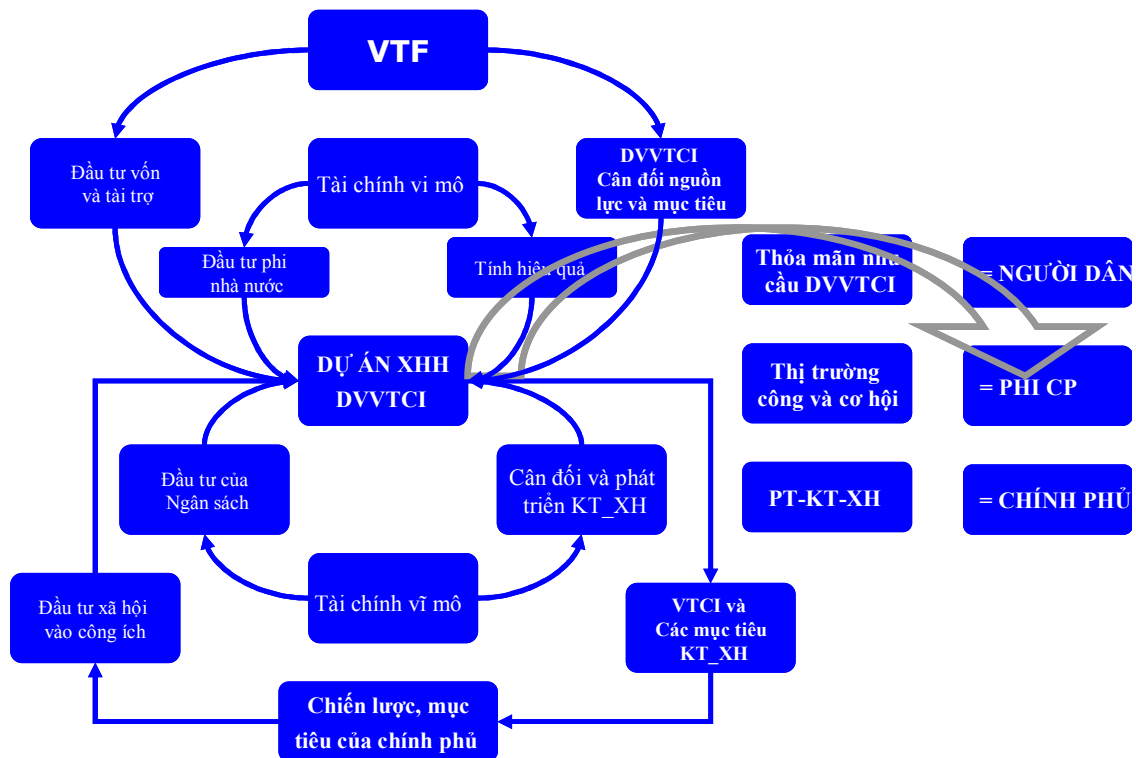 VTF
Đầu tư vốn
và tài trợ
Tài chính vi mô
DVVTCI
Cân đối nguồn
lực và mục tiêu
Đầu tư phi
nhà nước
Tính hiệu quả
Thỏa mãn nhu
cầu DVVTCI
= NGƯỜI DÂN
DỰ ÁN XHH
DVVTCI
Thị trường
công và cơ hội
= PHI CP
Đầu tư của
Ngân sách
Cân đối và phát
triển KT_XH
PT-KT-XH
= CHÍNH PHỦ
Đầu tư xã hội
vào công ích
Tài chính vĩ mô
VTCI và
Các mục tiêu
KT_XH
Chiến lược, mục
tiêu của chính phủ